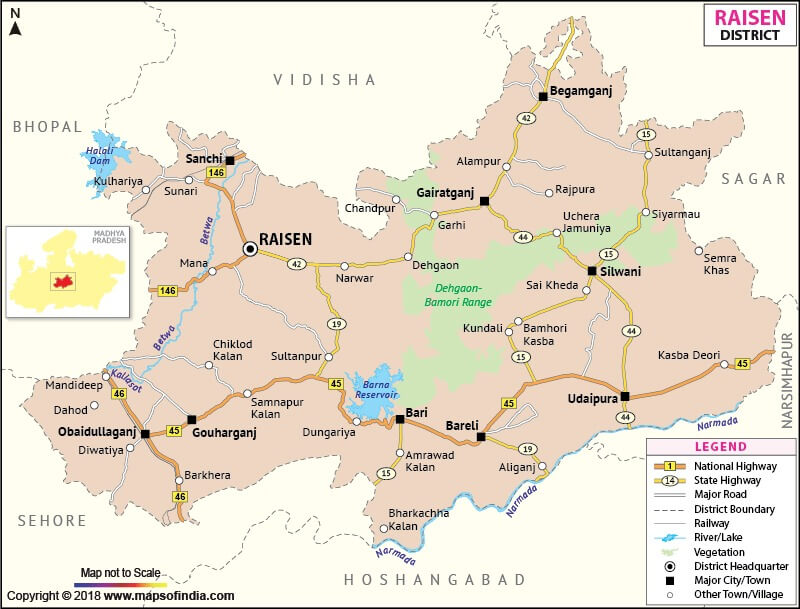 N
RAISEN
DISTRICT
VIDISHA
Begamganj
BHOPAL
42
15
Halali
Dam
Sanchi
146
Alampur
Sultanganj
Kulhariya
Sunari
Gairatganj
Rajpura
SAGAR
Chandpur
Garhi
Uchera
Jamuniya
Siyarmau
MADHYA
PRADESH
Betwa
RAISEN
44
15
Semra
Khas
Mana
42
Narwar
Dehgaon
Silwani
146
Dehgaon-
Bamori Range
Sai Kheda
Betwa
19
Kundali
Bamhori
Kasba
44
Chiklod
Kalan
Sultanpur
15
Kasba Deori
45
NARSIMHAPUR
Mandideep
Kallasot
46
Samnapur
Kalan
45
Barna
Reservoir
45
Udaipura
Dahod
Bari
44
Narmada
Obaidullaganj
45
Gouharganj
Dungariya
Bareli
Diwatiya
Amrawad
Kalan
19
Aliganj
15
Barkhera
46
Narmada
Bharkachha
Kalan
SEHORE
Narmada
HOSHANGABAD
LEGEND
1 National Highway
14 State Highway
Major Road
District Boundary
Railway
River/Lake
Vegetation
District Headquarter
Major City/Town
Other Town/Village
Map not to Scale
Copyright © 2018 www.mapsofindia.com